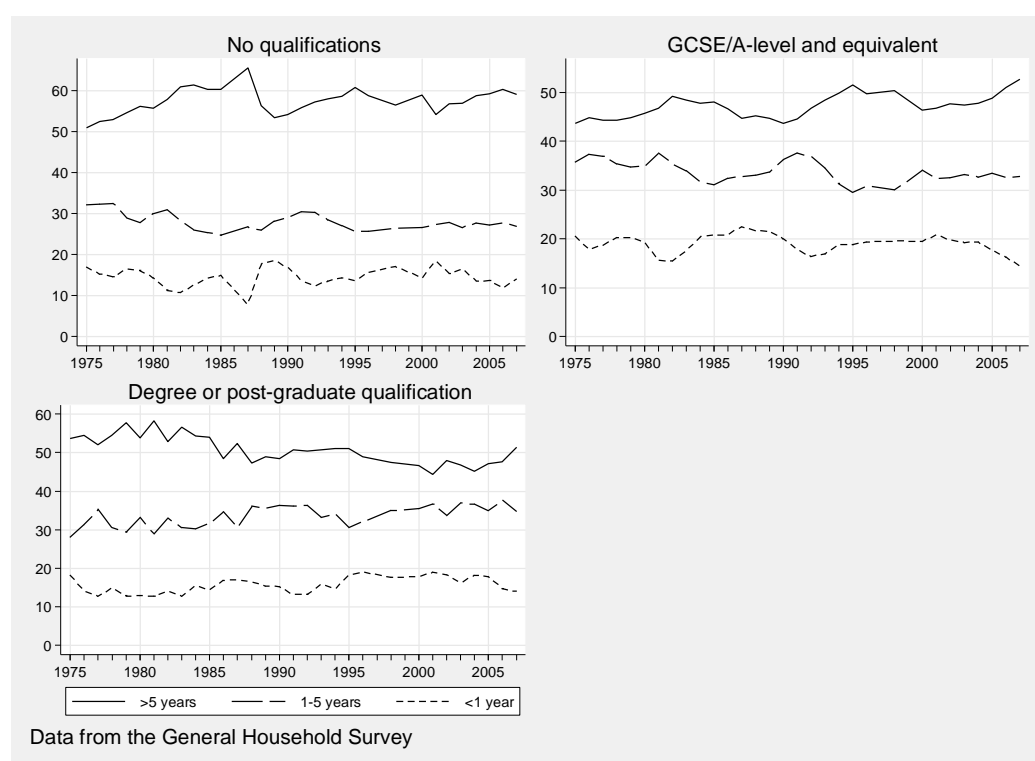 No qualifications
60
50
40
30
20
10
0
1975 1980 1985 1990 1995 2000 2005
GCSE/A-level and equivalent
50
40
30
20
10
0
1975 1980 1985 1990 1995 2000 2005
Degree or post-graduate qualification
60
50
40
30
20
10
0
1975 1980 1985 1990 1995 2000 2005
>5 years 1-5 years <1 year
Data from the General Household Survey